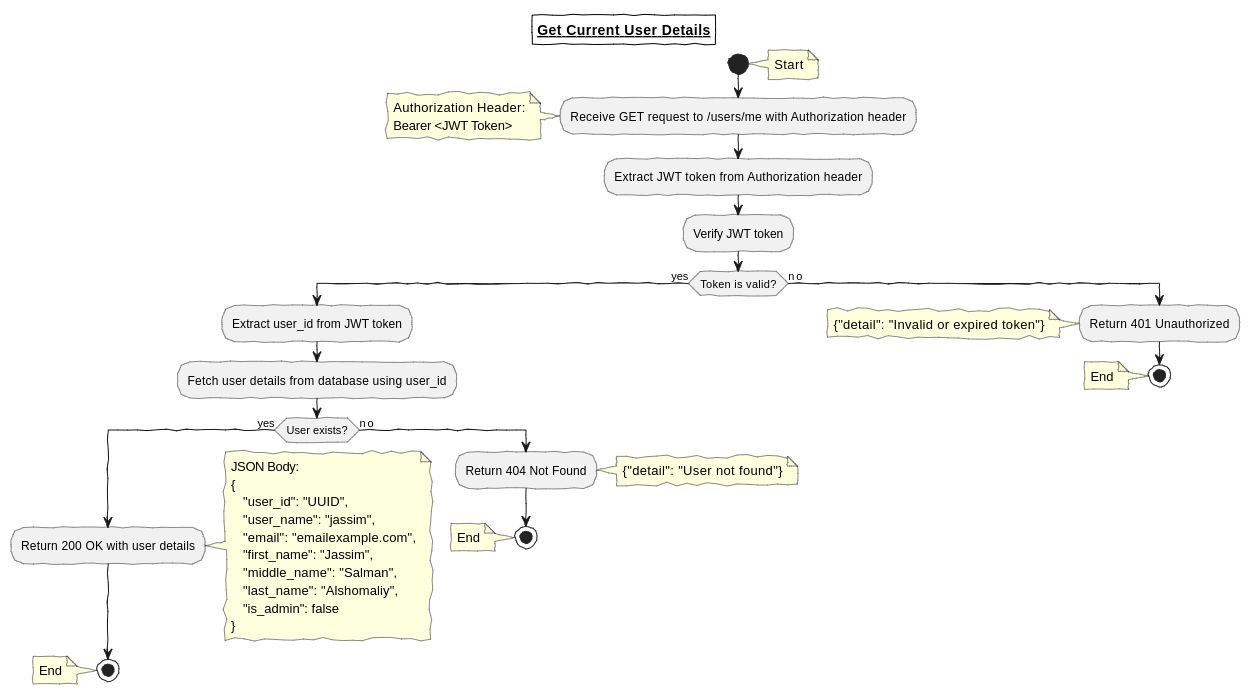 Get Current User Details
Start
Authorization Header:
Bearer <JWT Token>
Receive GET request to /users/me with Authorization header
Extract JWT token from Authorization header
Verify JWT token
yes
Token is valid?
no
Extract user_id from JWT token
{"detail": "Invalid or expired token"}
Return 401 Unauthorized
Fetch user details from database using user_id
End
yes
User exists?
no
JSON Body:
{
"user_id": "UUID",
"user_name": "jassim",
"email": "emailexample.com",
"first_name": "Jassim",
"middle_name": "Salman",
"last_name": "Alshomaliy",
"is_admin": false
}
Return 404 Not Found
{"detail": "User not found"}
End
Return 200 OK with user details
End